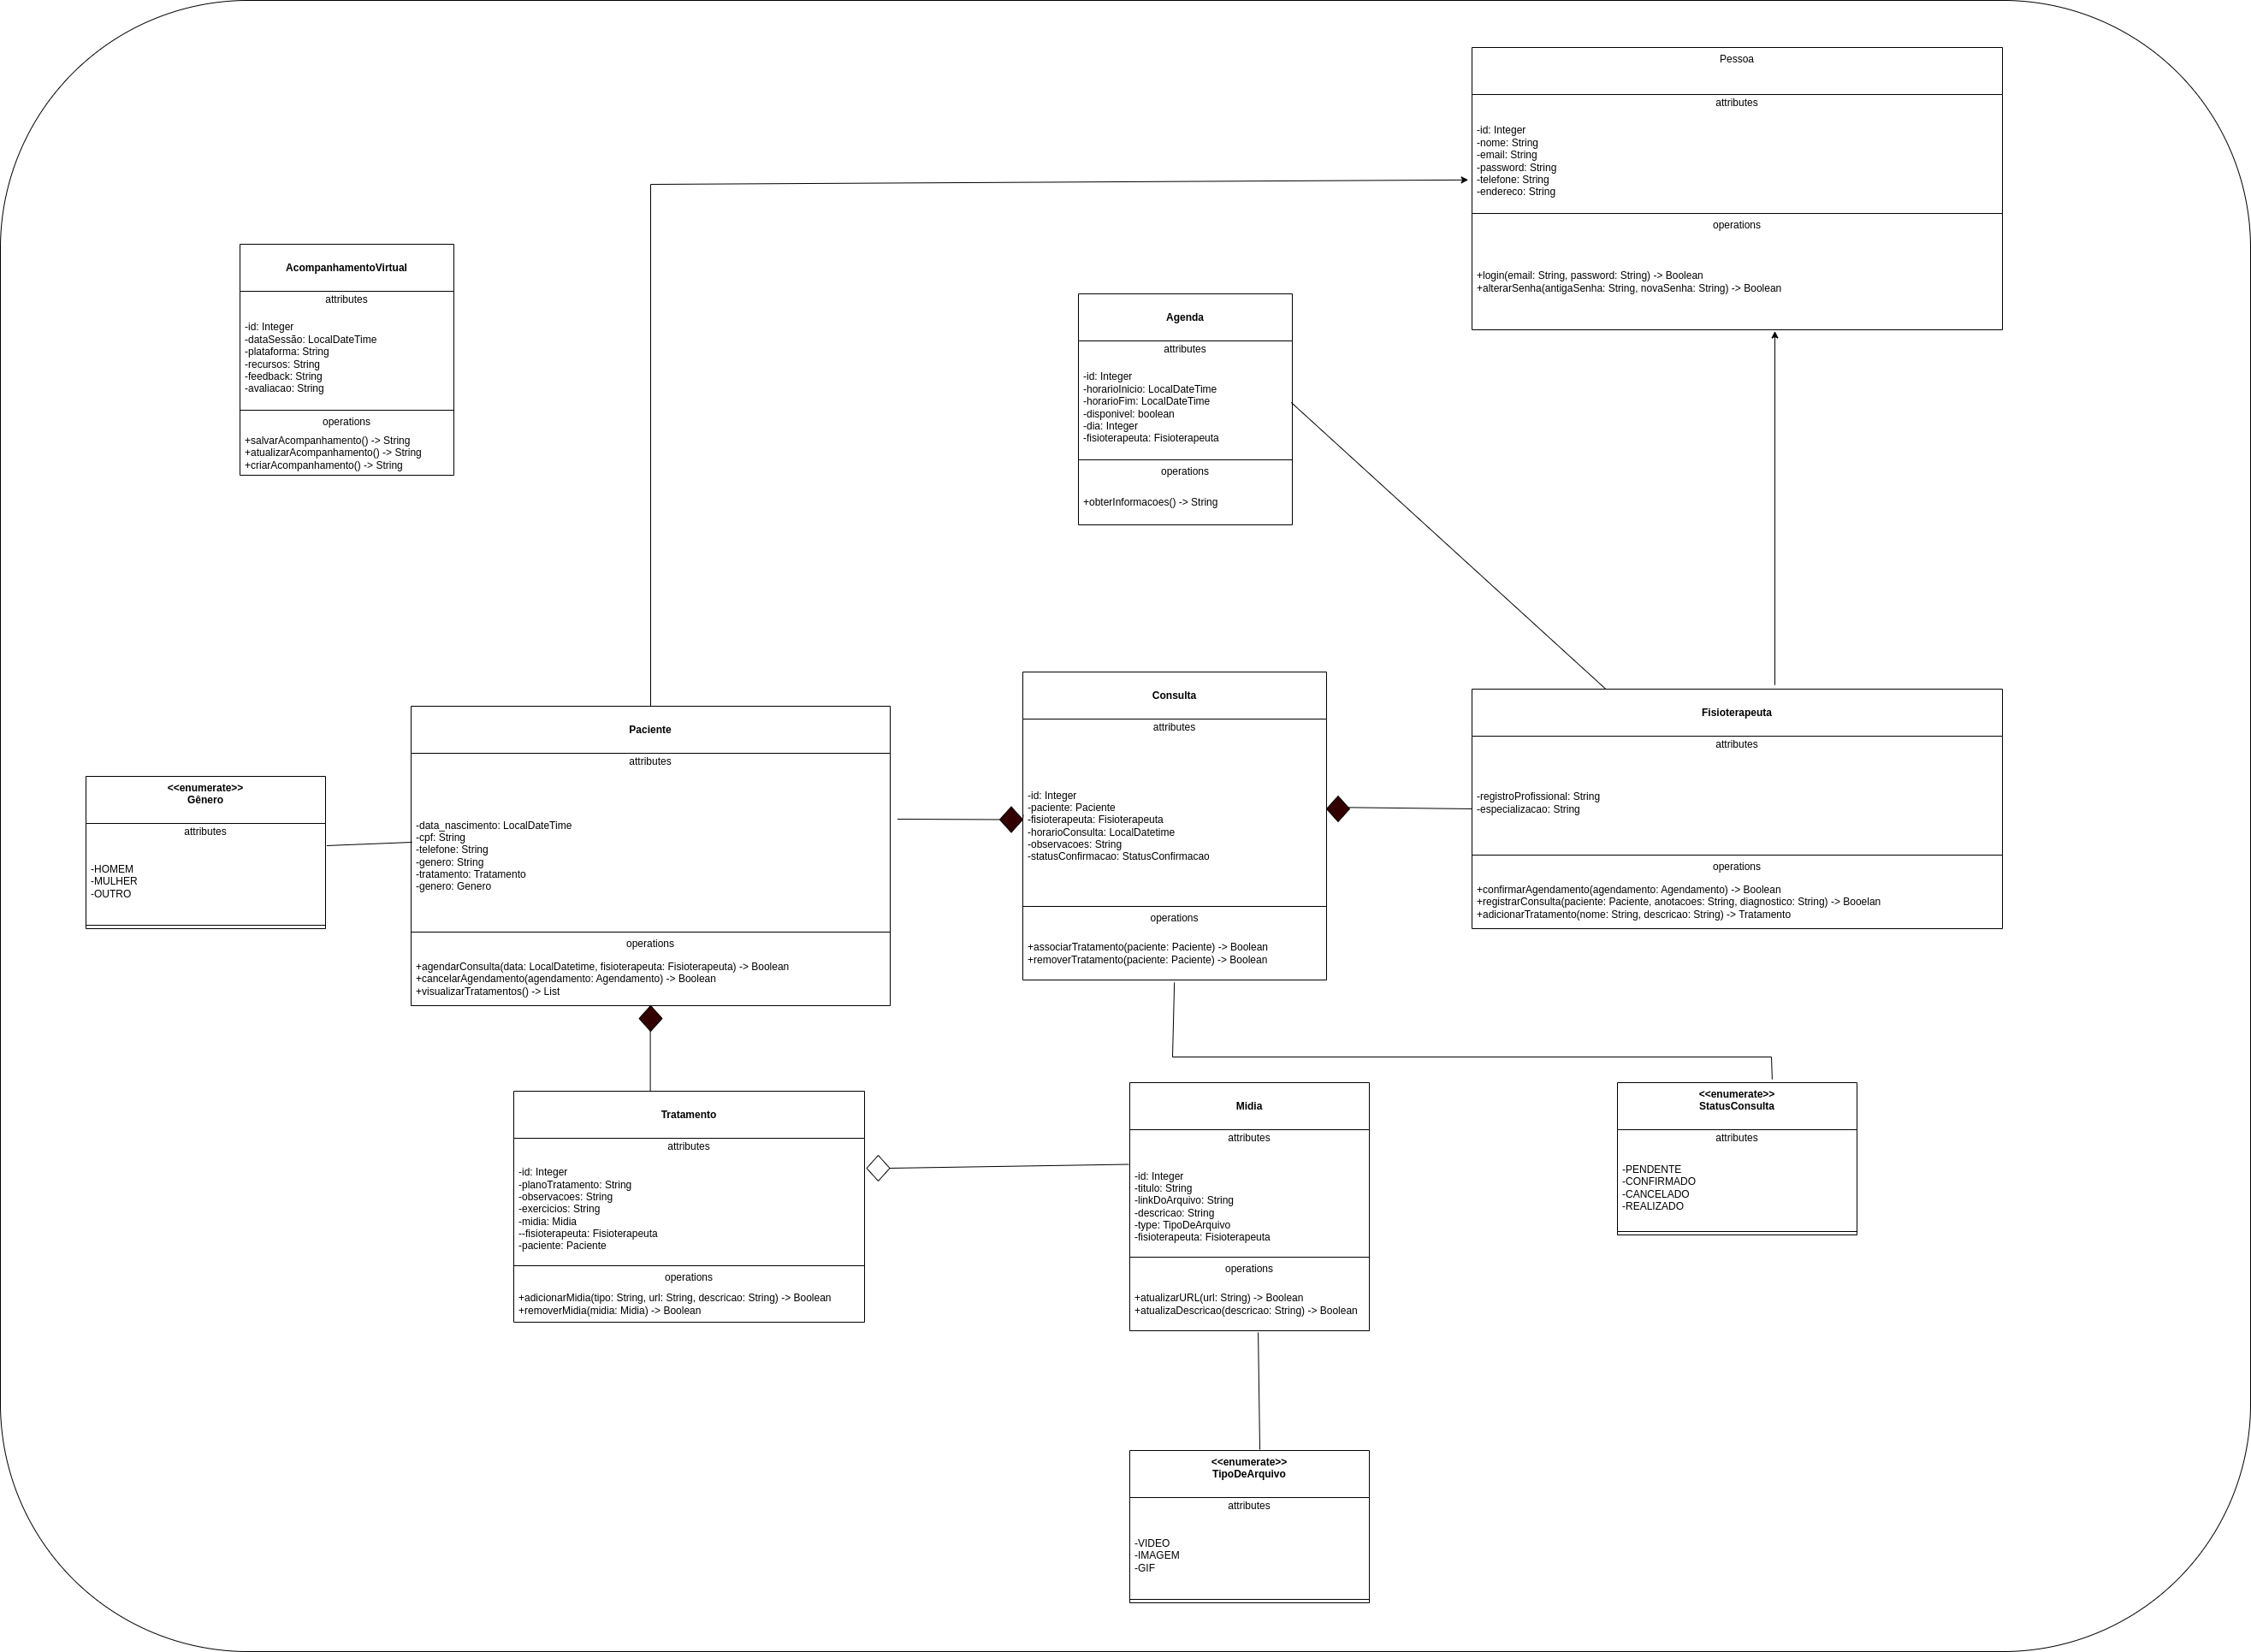 Pessoa
attributes
-id: Integer
-nome: String
-email: String
-password: String
-telefone: String
-endereco: String
operations
+login(email: String, password: String) -> Boolean
+alterarSenha(antigaSenha: String, novaSenha: String) -> Boolean
AcompanhamentoVirtual
attributes
-id: Integer
-dataSessão: LocalDateTime
-plataforma: String
-recursos: String
-feedback: String
-avaliacao: String
operations
+salvarAcompanhamento() -> String
+atualizarAcompanhamento() -> String
+criarAcompanhamento() -> String
Agenda
attributes
-id: Integer
-horarioInicio: LocalDateTime
-horarioFim: LocalDateTime
-disponivel: boolean
-dia: Integer
-fisioterapeuta: Fisioterapeuta
operations
+obterInformacoes() -> String
Consulta
attributes
-id: Integer
-paciente: Paciente
-fisioterapeuta: Fisioterapeuta
-horarioConsulta: LocalDatetime
-observacoes: String
-statusConfirmacao: StatusConfirmacao
operations
+associarTratamento(paciente: Paciente) -> Boolean
+removerTratamento(paciente: Paciente) -> Boolean
Fisioterapeuta
attributes
-registroProfissional: String
-especializacao: String
operations
+confirmarAgendamento(agendamento: Agendamento) -> Boolean
+registrarConsulta(paciente: Paciente, anotacoes: String, diagnostico: String) -> Booelan
+adicionarTratamento(nome: String, descricao: String) -> Tratamento
Paciente
attributes
-data_nascimento: LocalDateTime
-cpf: String
-telefone: String
-genero: String
-tratamento: Tratamento
-genero: Genero
operations
+agendarConsulta(data: LocalDatetime, fisioterapeuta: Fisioterapeuta) -> Boolean
+cancelarAgendamento(agendamento: Agendamento) -> Boolean
+visualizarTratamentos() -> List
<<enumerate>>
Gênero
attributes
-HOMEM
-MULHER
-OUTRO
Tratamento
attributes
-id: Integer
-planoTratamento: String
-observacoes: String
-exercicios: String
-midia: Midia
--fisioterapeuta: Fisioterapeuta
-paciente: Paciente
operations
+adicionarMidia(tipo: String, url: String, descricao: String) -> Boolean
+removerMidia(midia: Midia) -> Boolean
Midia
attributes
-id: Integer
-titulo: String
-linkDoArquivo: String
-descricao: String
-type: TipoDeArquivo
-fisioterapeuta: Fisioterapeuta
operations
+atualizarURL(url: String) -> Boolean
+atualizaDescricao(descricao: String) -> Boolean
<<enumerate>>
StatusConsulta
attributes
-PENDENTE
-CONFIRMADO
-CANCELADO
-REALIZADO
<<enumerate>>
TipoDeArquivo
attributes
-VIDEO
-IMAGEM
-GIF